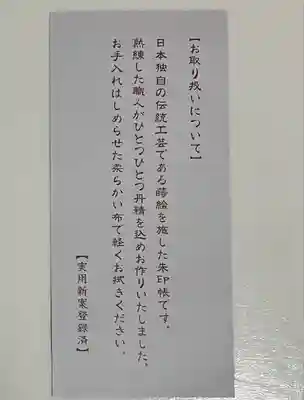 【お取り扱いについて】
日本独自の伝統工芸である蒔絵を施した朱印帳です。
熟練した職人がひとつひとつ丹精を込めお作りいたしました。
お手入れはしめらせた柔らかい布で軽くお拭きください。
【実用新案登録済】